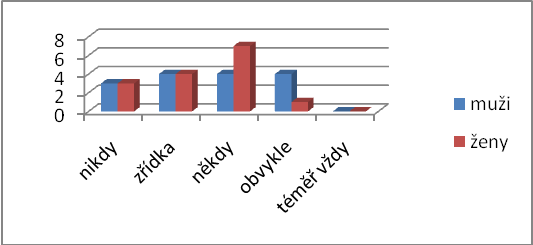 8
6
4
2
0
nikdy
zřídka
někdy
obvykle
téměř vždy
muži
ženy